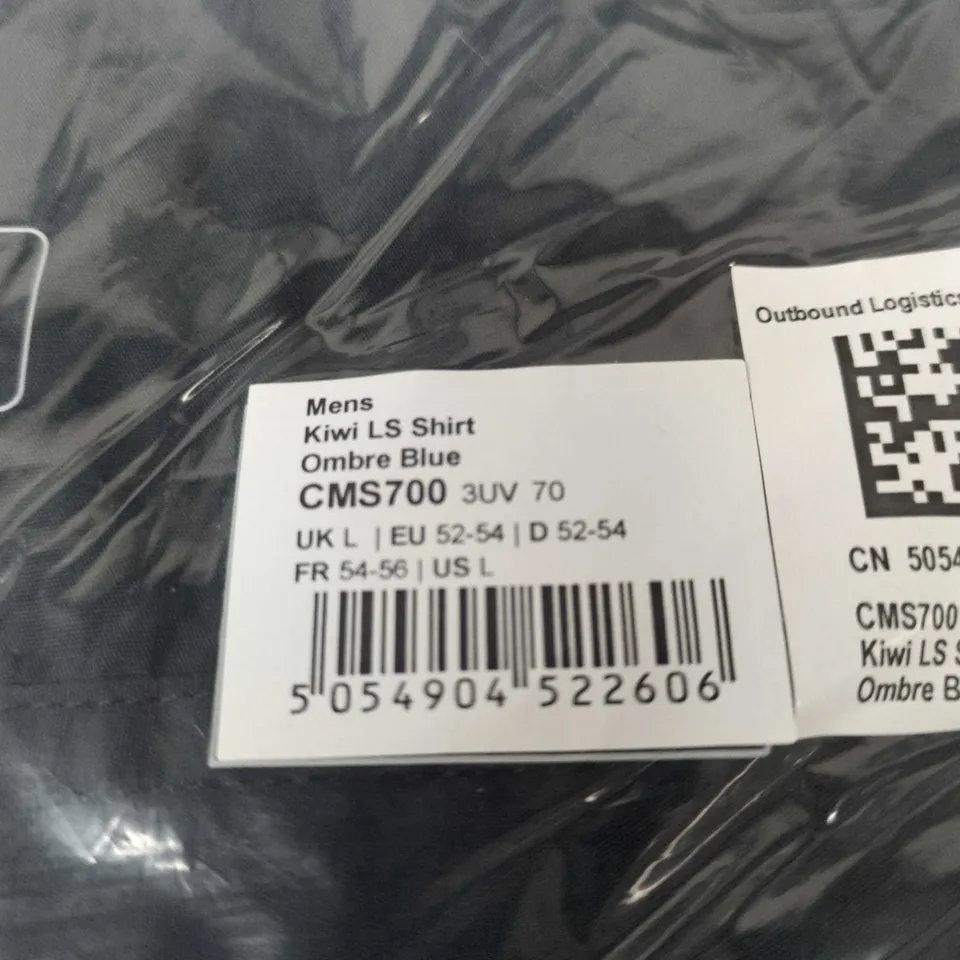 Mens
Kiwi LS Shirt
Ombre Blue
CMS700 3UV 70
UK L | EU 52-54 | D 52-54
FR 54-56 | US L
5 054904 522606
Outbound Logistics
CN 5054
CMS700
Kiwi LS S
Ombre B